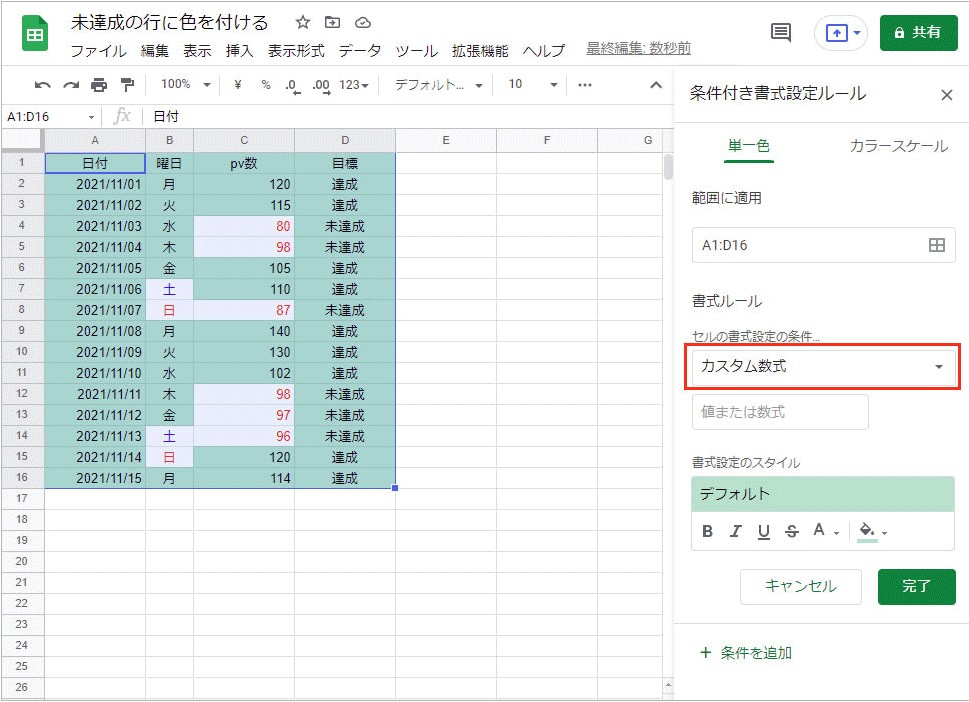 未達成の行に色を付ける
ファイル 編集 表示 挿入 表示形式 データ ツール 拡張機能 ヘルプ 最終編集: 数秒前
共有
100% ¥ % .0 .00 123 デフォルト... 10
A1:D16 fx 日付
A B C D E F G
1 日付 曜日 pv数 目標
2 2021/11/01 月 120 達成
3 2021/11/02 火 115 達成
4 2021/11/03 水 80 未達成
5 2021/11/04 木 98 未達成
6 2021/11/05 金 105 達成
7 2021/11/06 土 110 達成
8 2021/11/07 日 87 未達成
9 2021/11/08 月 140 達成
10 2021/11/09 火 130 達成
11 2021/11/10 水 102 達成
12 2021/11/11 木 98 未達成
13 2021/11/12 金 97 未達成
14 2021/11/13 土 96 未達成
15 2021/11/14 日 120 達成
16 2021/11/15 月 114 達成
17
18
19
20
21
22
23
24
25
26
条件付き書式設定ルール
単一色 カラースケール
範囲に適用
A1:D16
書式ルール
セルの書式設定の条件...
カスタム数式
値または数式
書式設定のスタイル
デフォルト
B I U S A
キャンセル 完了
+ 条件を追加